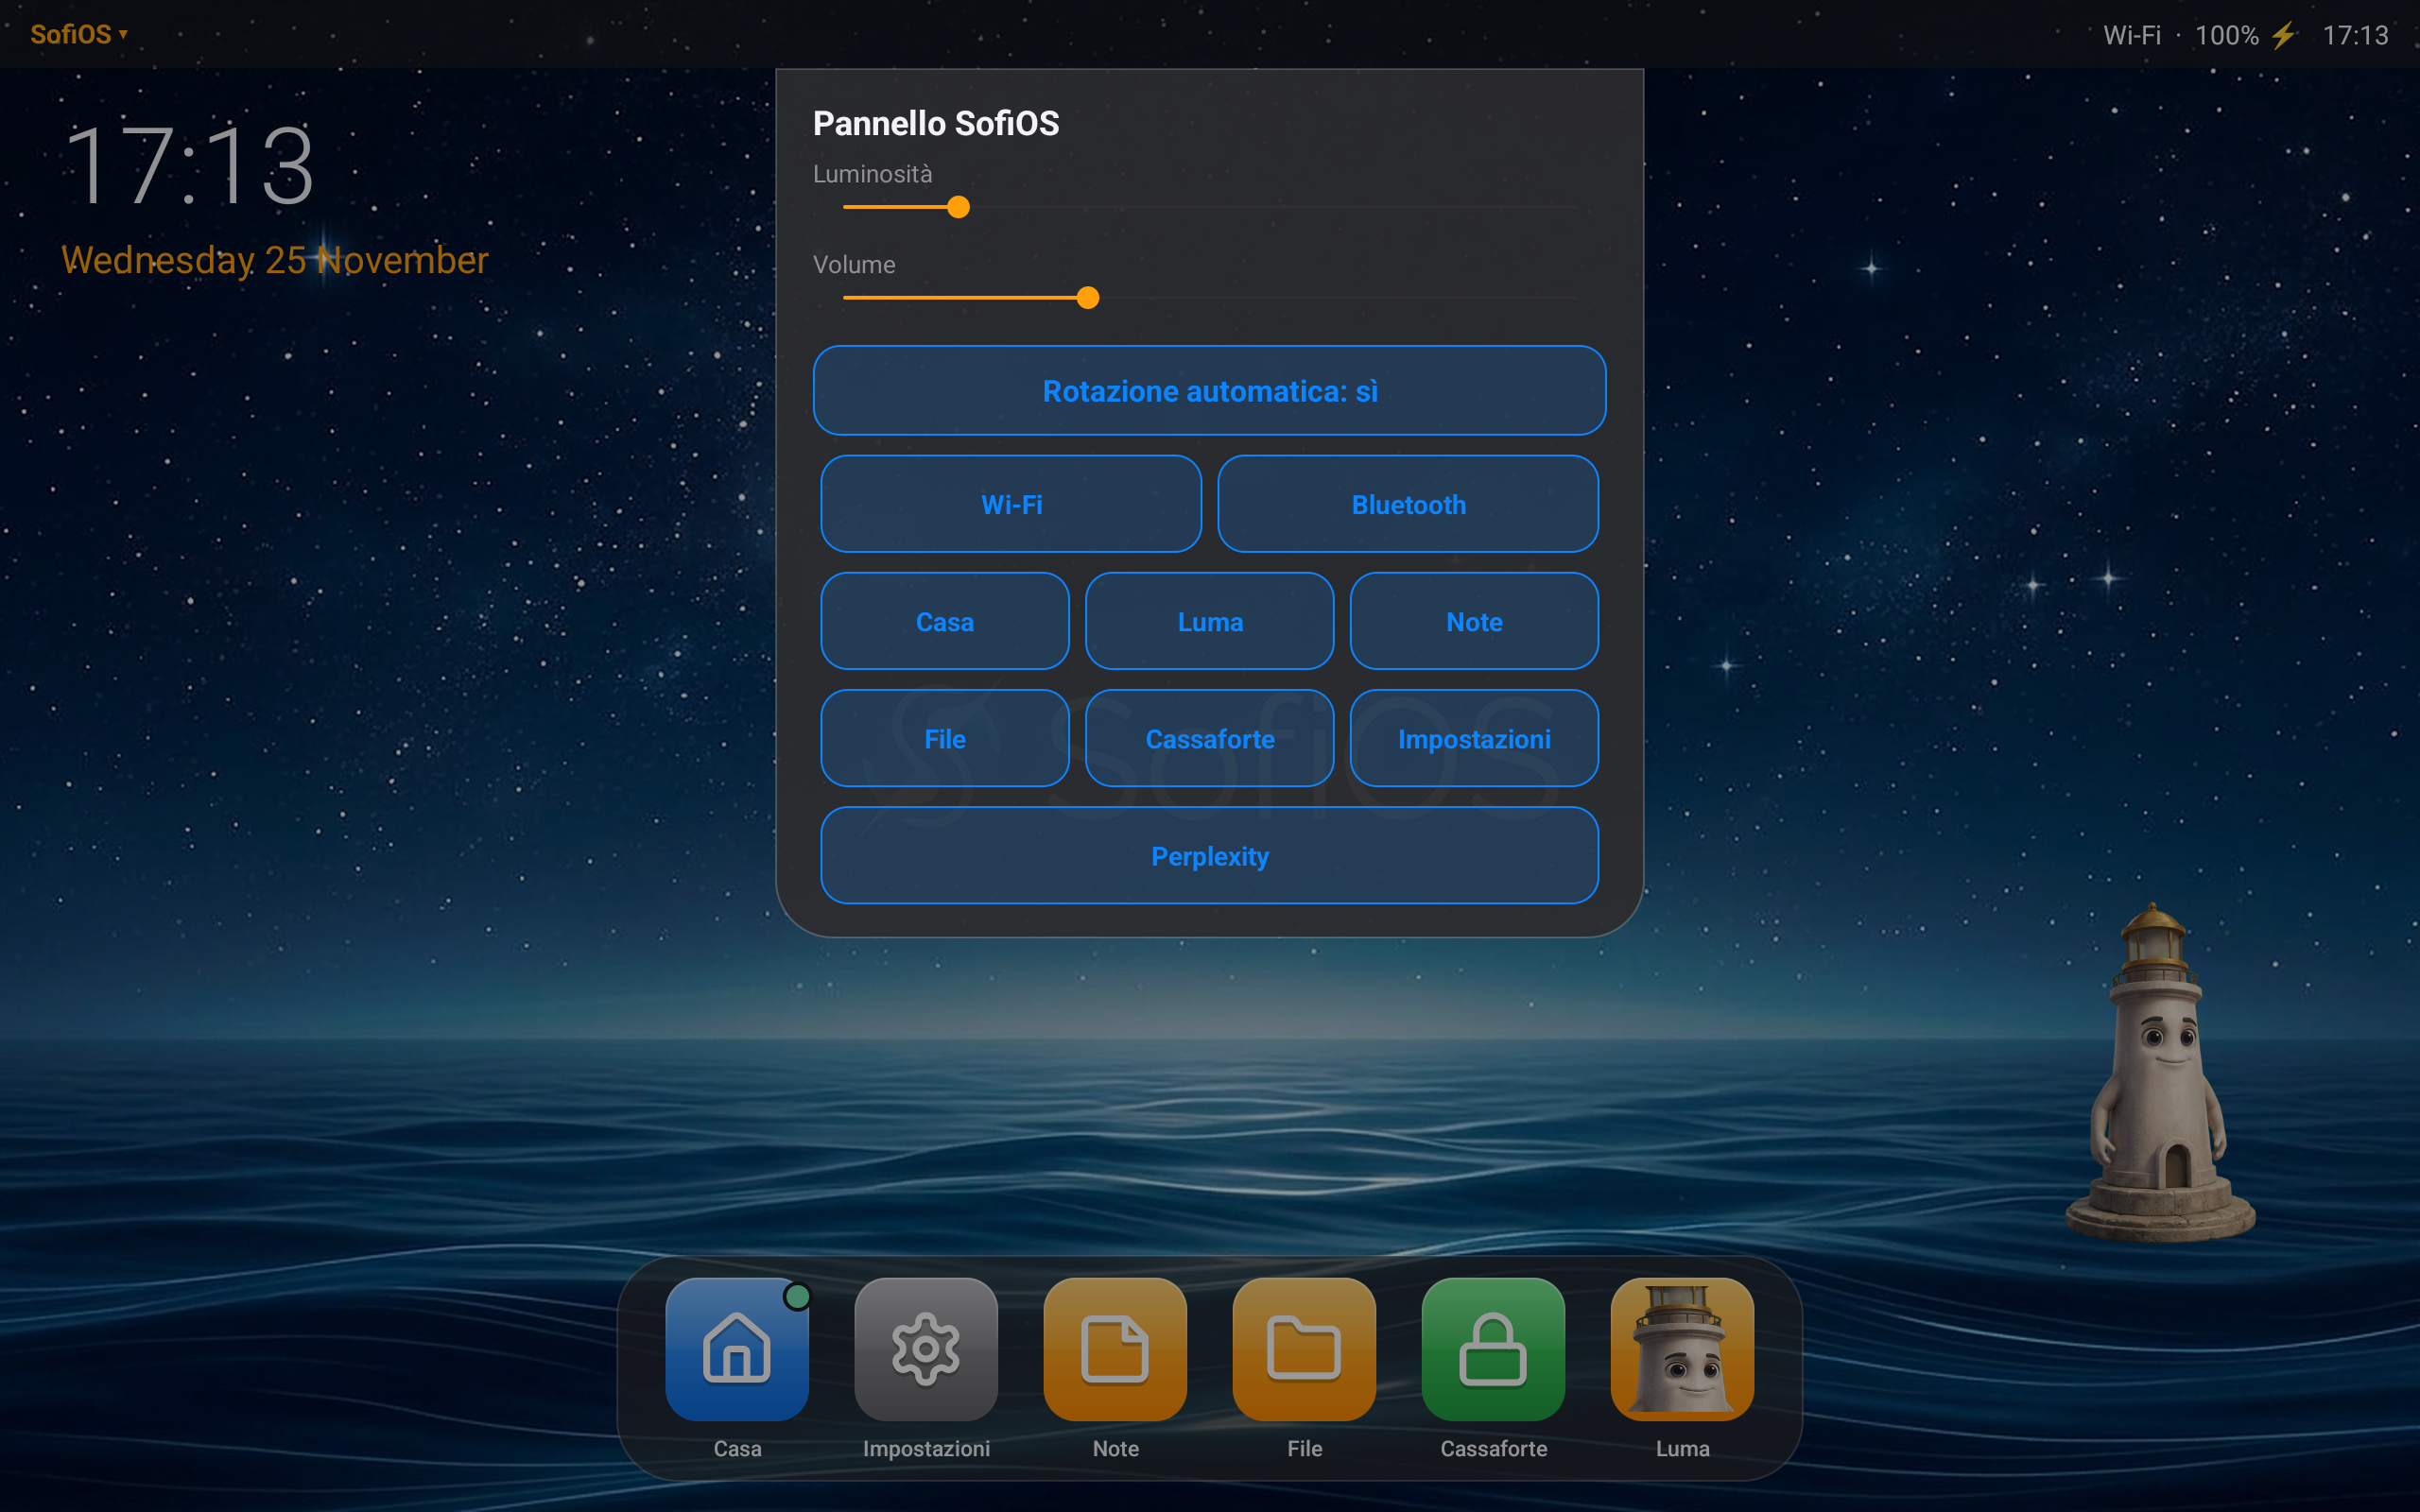 SofiOS ▾
Wi-Fi · 100% ⚡ 17:13
17:13
Wednesday 25 November
Pannello SofiOS
Luminosità
Volume
Rotazione automatica: sì
Wi-Fi
Bluetooth
Casa
Luma
Note
File
Cassaforte
Impostazioni
SofiOS
Perplexity
Casa
Impostazioni
Note
File
Cassaforte
Luma